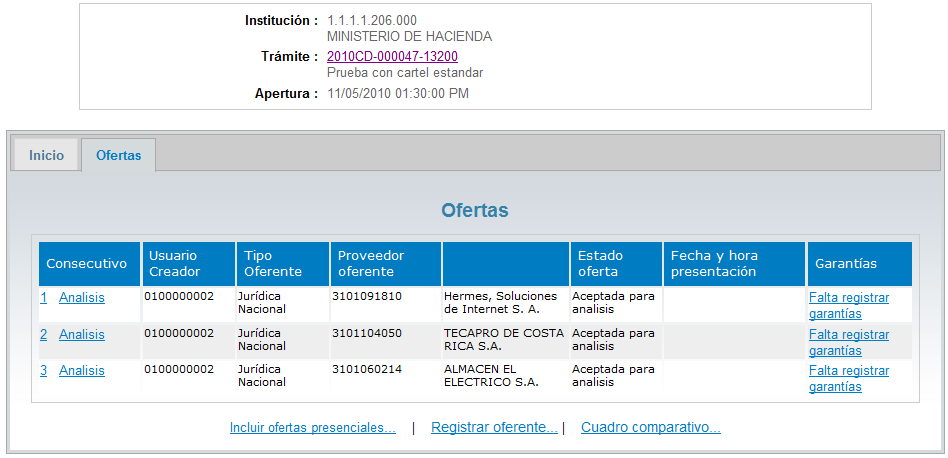 Institución : 1.1.1.1.206.000
MINISTERIO DE HACIENDA
Trámite : 2010CD-000047-13200
Prueba con cartel estandar
Apertura : 11/05/2010 01:30:00 PM
Inicio Ofertas
Ofertas
Consecutivo Usuario Creador Tipo Oferente Proveedor oferente Estado oferta Fecha y hora presentación Garantías
1 Analisis 0100000002 Jurídica Nacional 3101091810 Hermes, Soluciones de Internet S. A. Aceptada para analisis Falta registrar garantías
2 Analisis 0100000002 Jurídica Nacional 3101104050 TECAPRO DE COSTA RICA S.A. Aceptada para analisis Falta registrar garantías
3 Analisis 0100000002 Jurídica Nacional 3101060214 ALMACEN EL ELECTRICO S.A. Aceptada para analisis Falta registrar garantías
Incluir ofertas presenciales... | Registrar oferente... | Cuadro comparativo...